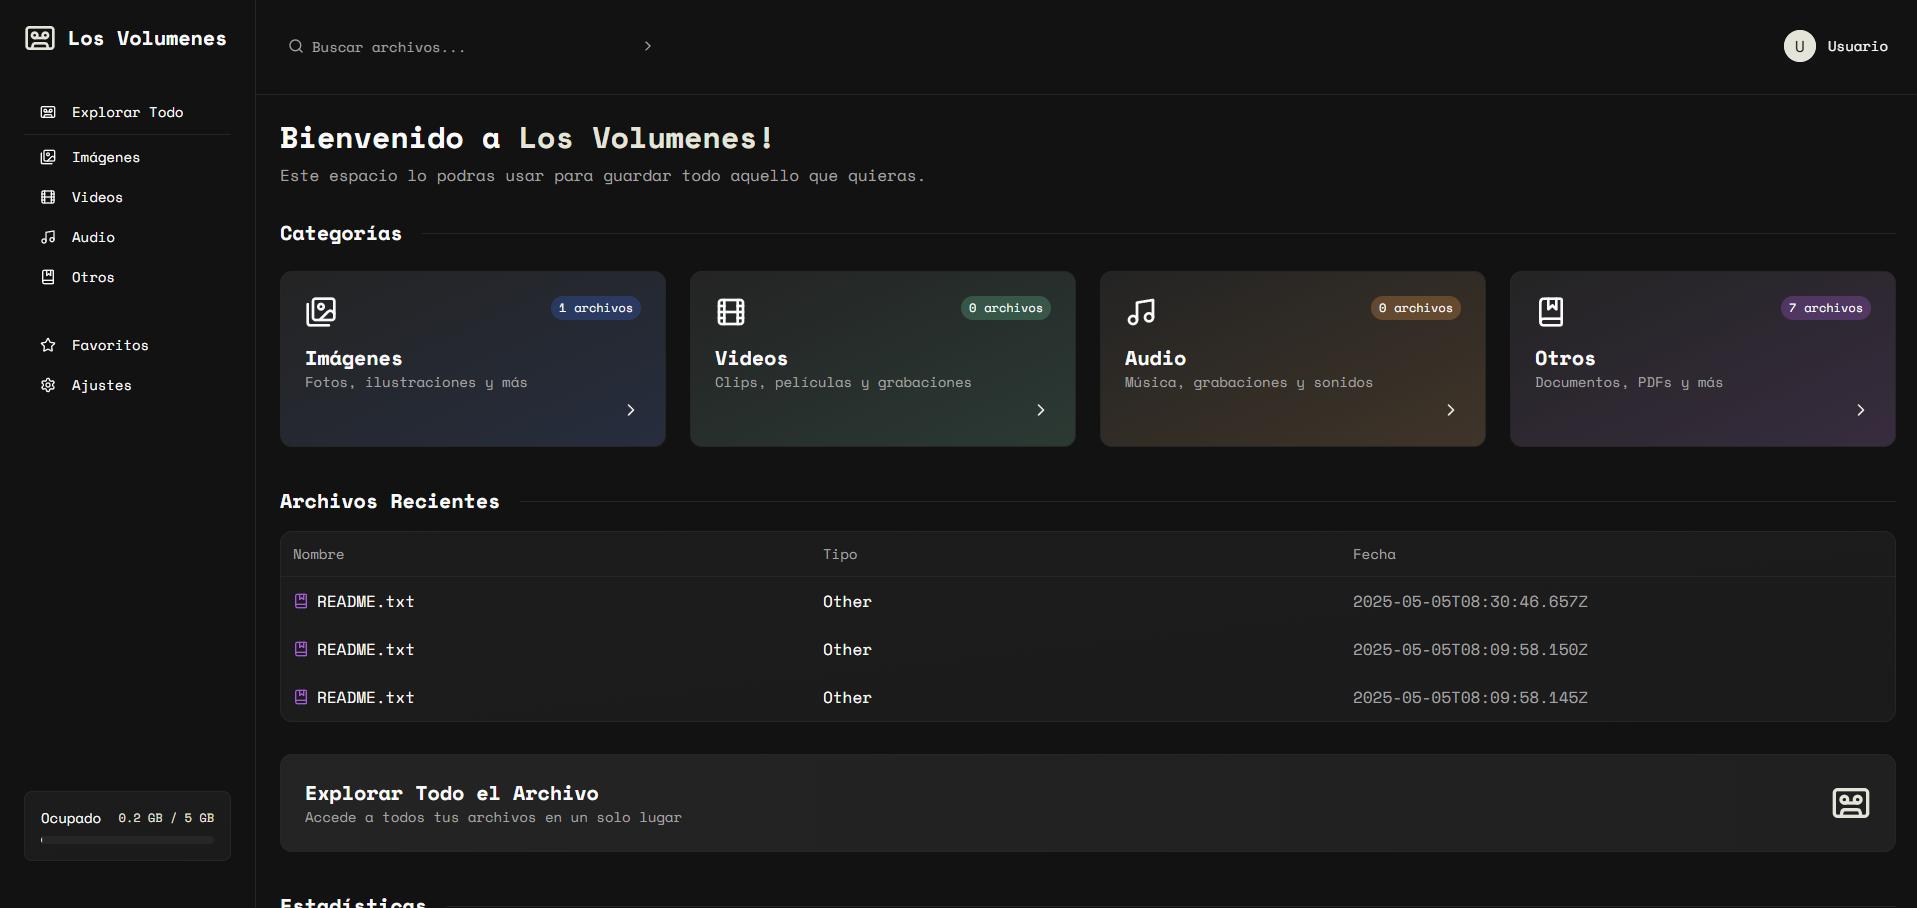 Los Volumenes
Explorar Todo
Imágenes
Videos
Audio
Otros
Favoritos
Ajustes
Ocupado 0.2 GB / 5 GB
Buscar archivos...
U Usuario
Bienvenido a Los Volumenes!
Este espacio lo podras usar para guardar todo aquello que quieras.
Categorías
1 archivos
Imágenes
Fotos, ilustraciones y más
0 archivos
Videos
Clips, películas y grabaciones
0 archivos
Audio
Música, grabaciones y sonidos
7 archivos
Otros
Documentos, PDFs y más
Archivos Recientes
Nombre Tipo Fecha
README.txt Other 2025-05-05T08:30:46.657Z
README.txt Other 2025-05-05T08:09:58.150Z
README.txt Other 2025-05-05T08:09:58.145Z
Explorar Todo el Archivo
Accede a todos tus archivos en un solo lugar
Estadísticas